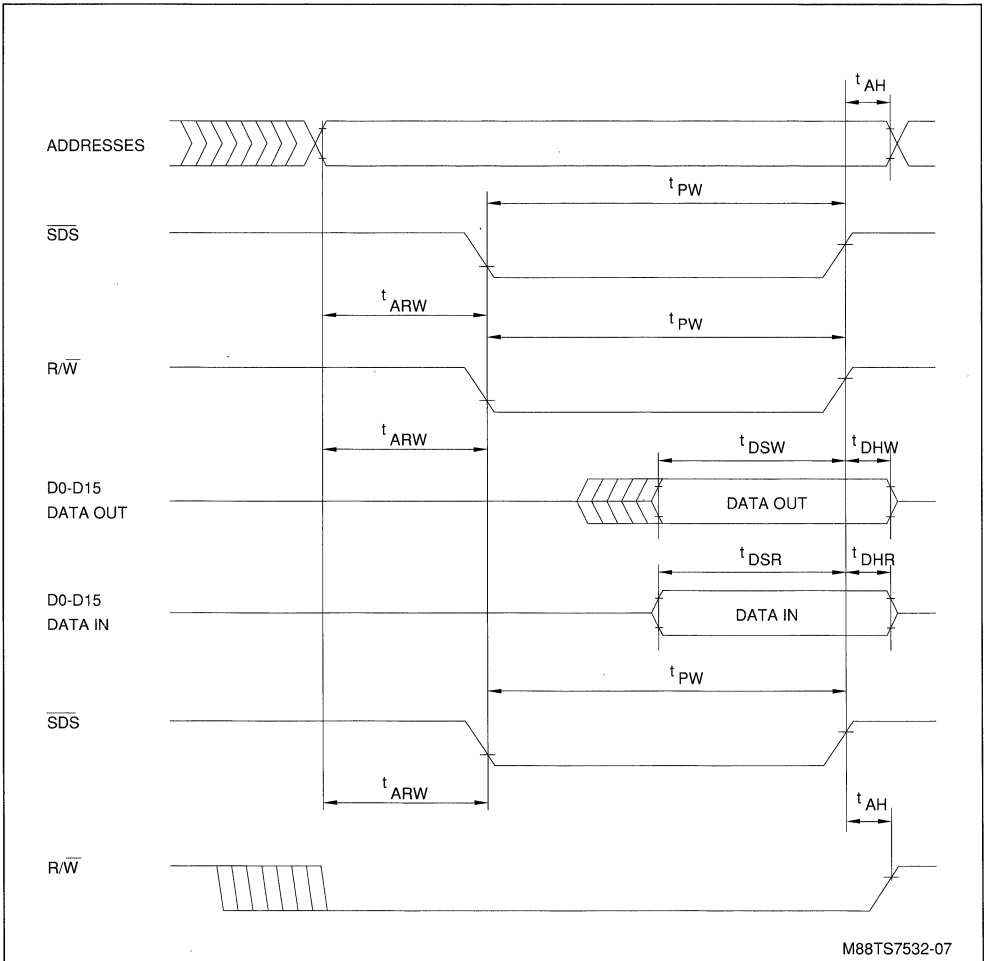 t AH
ADDRESSES
t PW
SDS
t ARW
t PW
R/W
t ARW
t DSW
t DHW
D0-D15
DATA OUT
DATA OUT
t DSR
t DHR
D0-D15
DATA IN
DATA IN
t PW
SDS
t ARW
t AH
R/W
M88TS7532-07